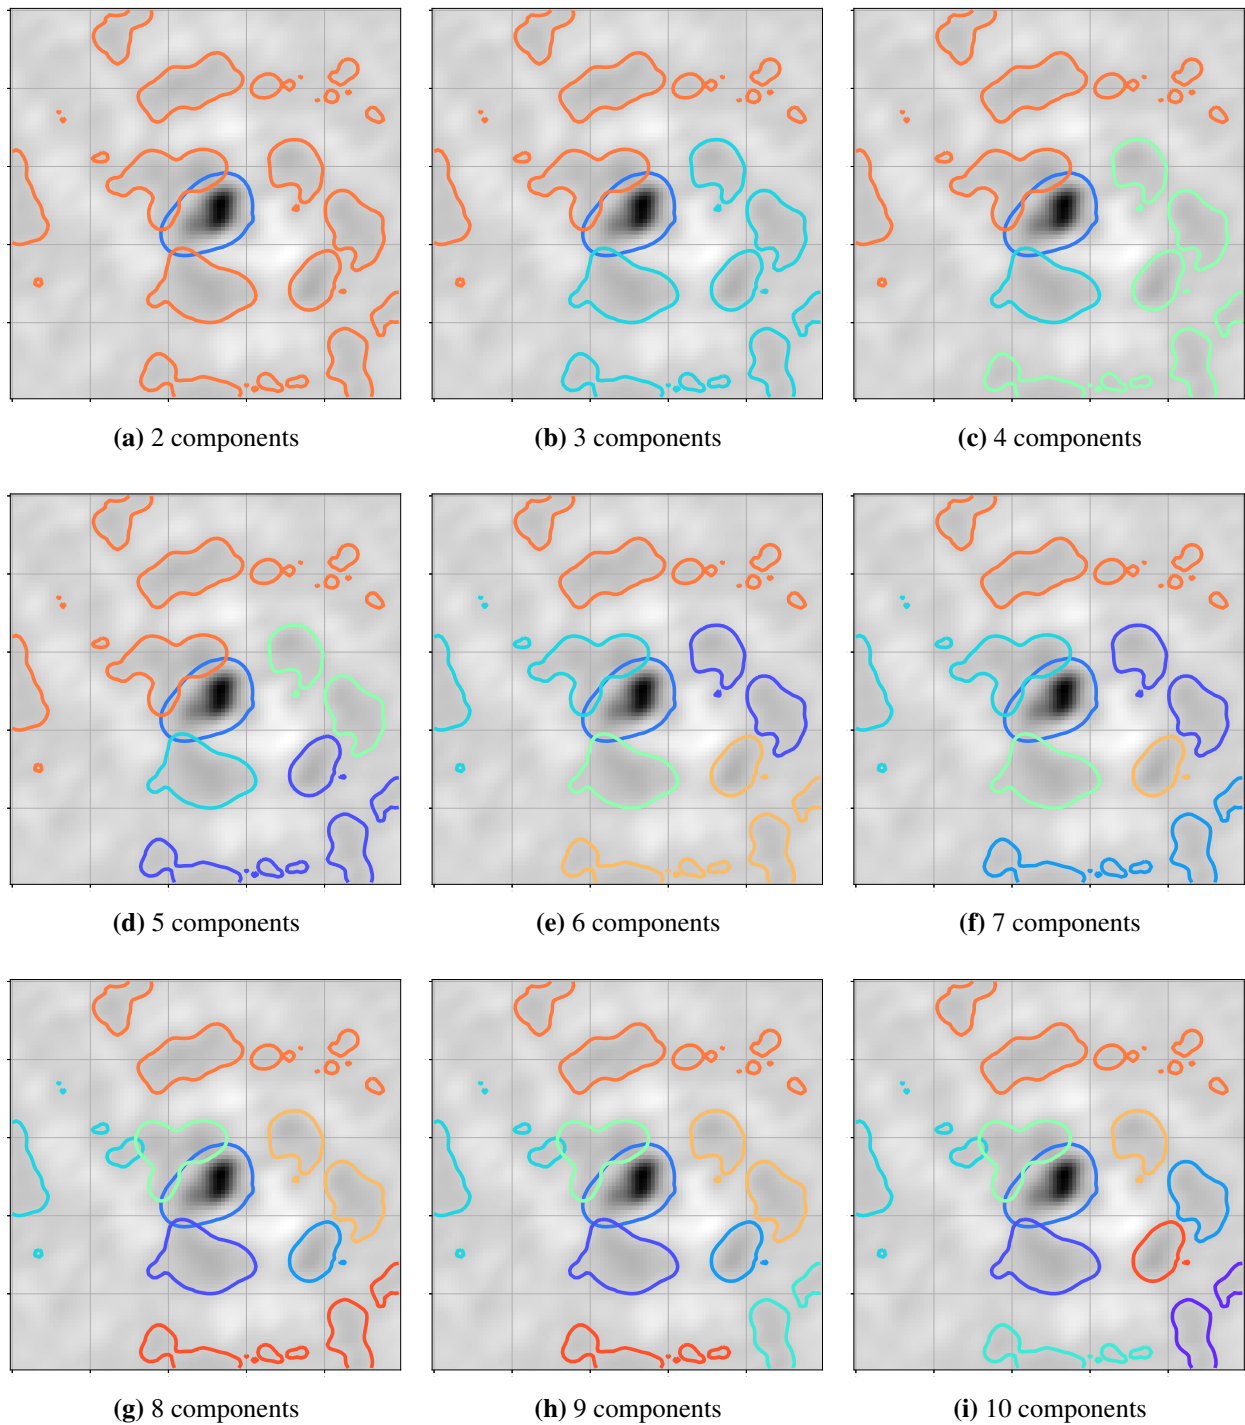 (a) 2 components
(b) 3 components
(c) 4 components
(d) 5 components
(e) 6 components
(f) 7 components
(g) 8 components
(h) 9 components
(i) 10 components